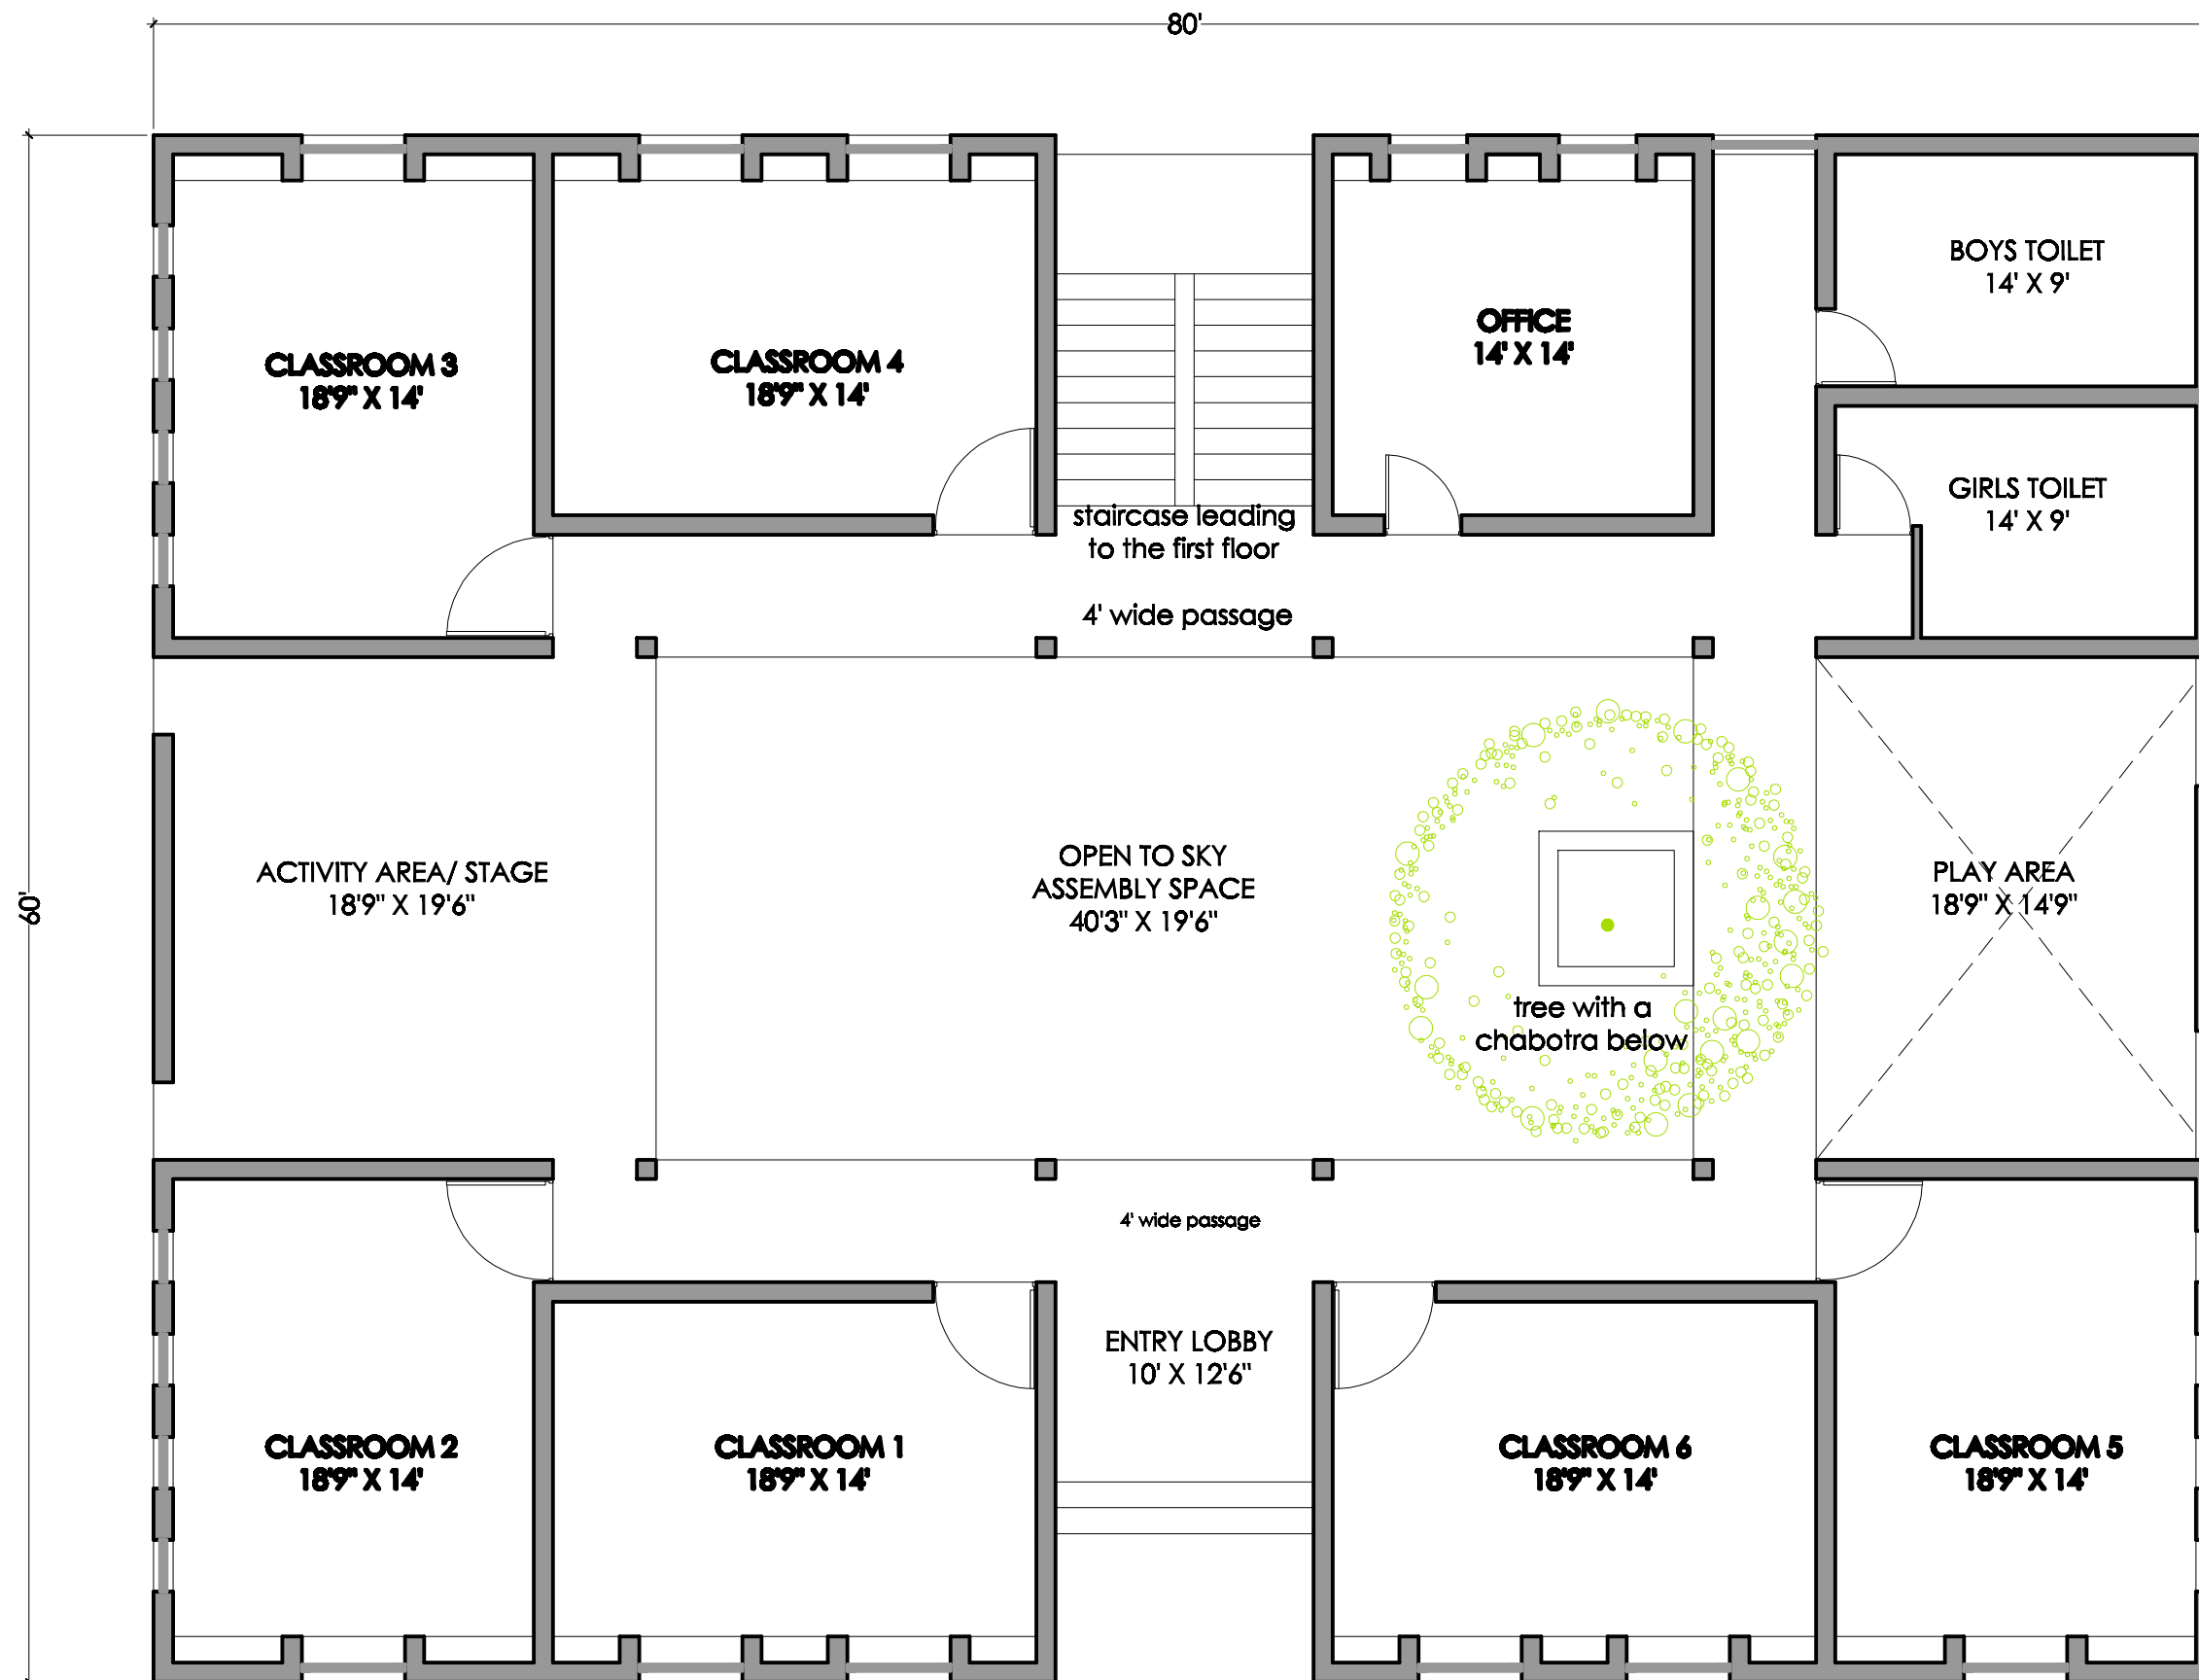 80'
60'
CLASSROOM 3
18'9" X 14'
CLASSROOM 4
18'9" X 14'
staircase leading
to the first floor
4' wide passage
OFFICE
14' X 14'
BOYS TOILET
14' X 9'
GIRLS TOILET
14' X 9'
ACTIVITY AREA/ STAGE
18'9" X 19'6"
OPEN TO SKY
ASSEMBLY SPACE
40'3" X 19'6"
tree with a
chabotra below
PLAY AREA
18'9" X 14'9"
4' wide passage
ENTRY LOBBY
10' X 12'6"
CLASSROOM 2
18'9" X 14'
CLASSROOM 1
18'9" X 14'
CLASSROOM 6
18'9" X 14'
CLASSROOM 5
18'9" X 14'